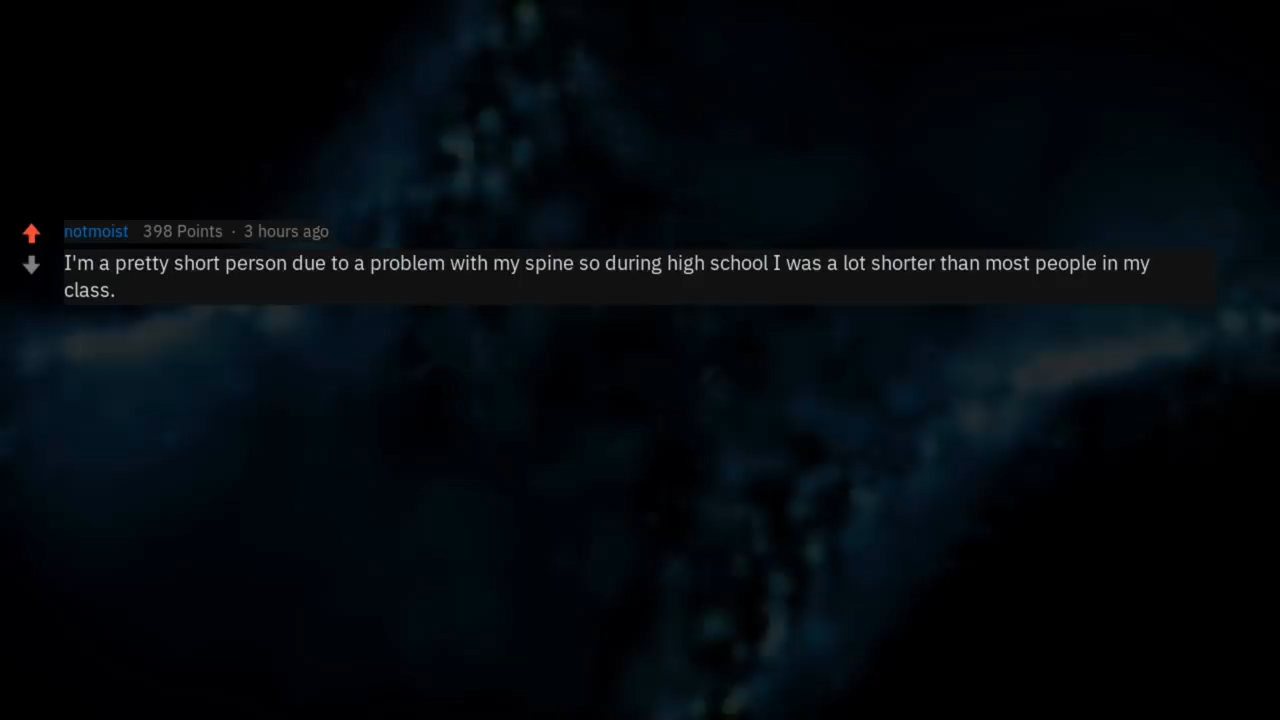 notmoist 398 Points · 3 hours ago
I'm a pretty short person due to a problem with my spine so during high school I was a lot shorter than most people in my
class.